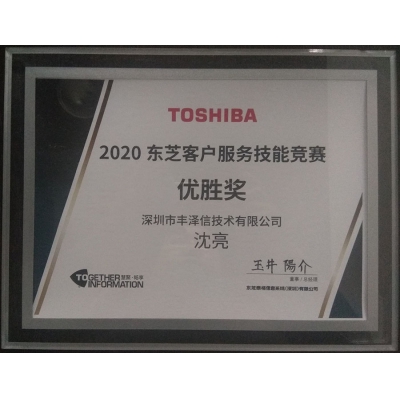 TOSHIBA
2020 东芝客户服务技能竞赛
优胜奖
深圳市丰泽信技术有限公司
沈亮
玉井 陽介
TOGETHER
INFORMATION